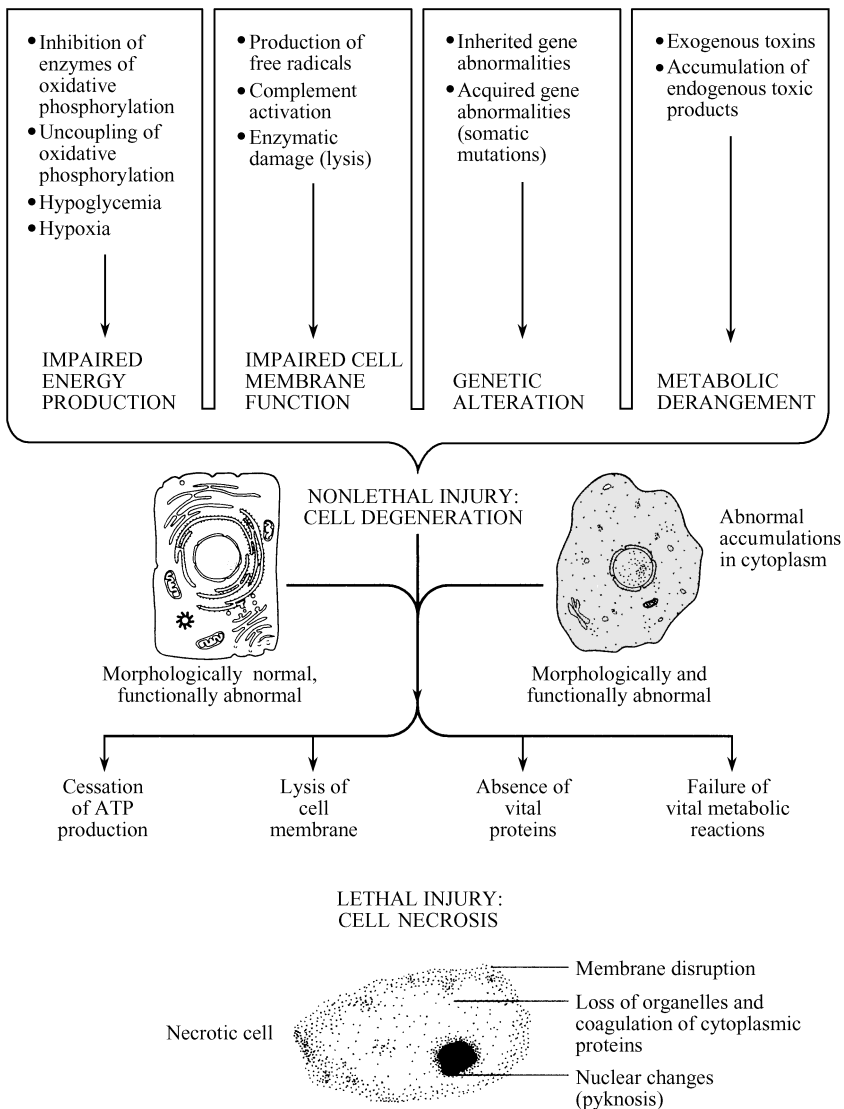 • Inhibition of
enzymes of
oxidative
phosphorylation
• Uncoupling of
oxidative
phosphorylation
• Hypoglycemia
• Hypoxia
IMPAIRED
ENERGY
PRODUCTION
• Production of
free radicals
• Complement
activation
• Enzymatic
damage (lysis)
IMPAIRED CELL
MEMBRANE
FUNCTION
• Inherited gene
abnormalities
• Acquired gene
abnormalities
(somatic
mutations)
GENETIC
ALTERATION
• Exogenous toxins
• Accumulation of
endogenous toxic
products
METABOLIC
DERANGEMENT
NONLETHAL INJURY:
CELL DEGENERATION
Abnormal
accumulations
in cytoplasm
Morphologically normal,
functionally abnormal
Morphologically and
functionally abnormal
Cessation
of ATP
production
Lysis of
cell
membrane
Absence of
vital
proteins
Failure of
vital metabolic
reactions
LETHAL INJURY:
CELL NECROSIS
Necrotic cell
Membrane disruption
Loss of organelles and
coagulation of cytoplasmic
proteins
Nuclear changes
(pyknosis)